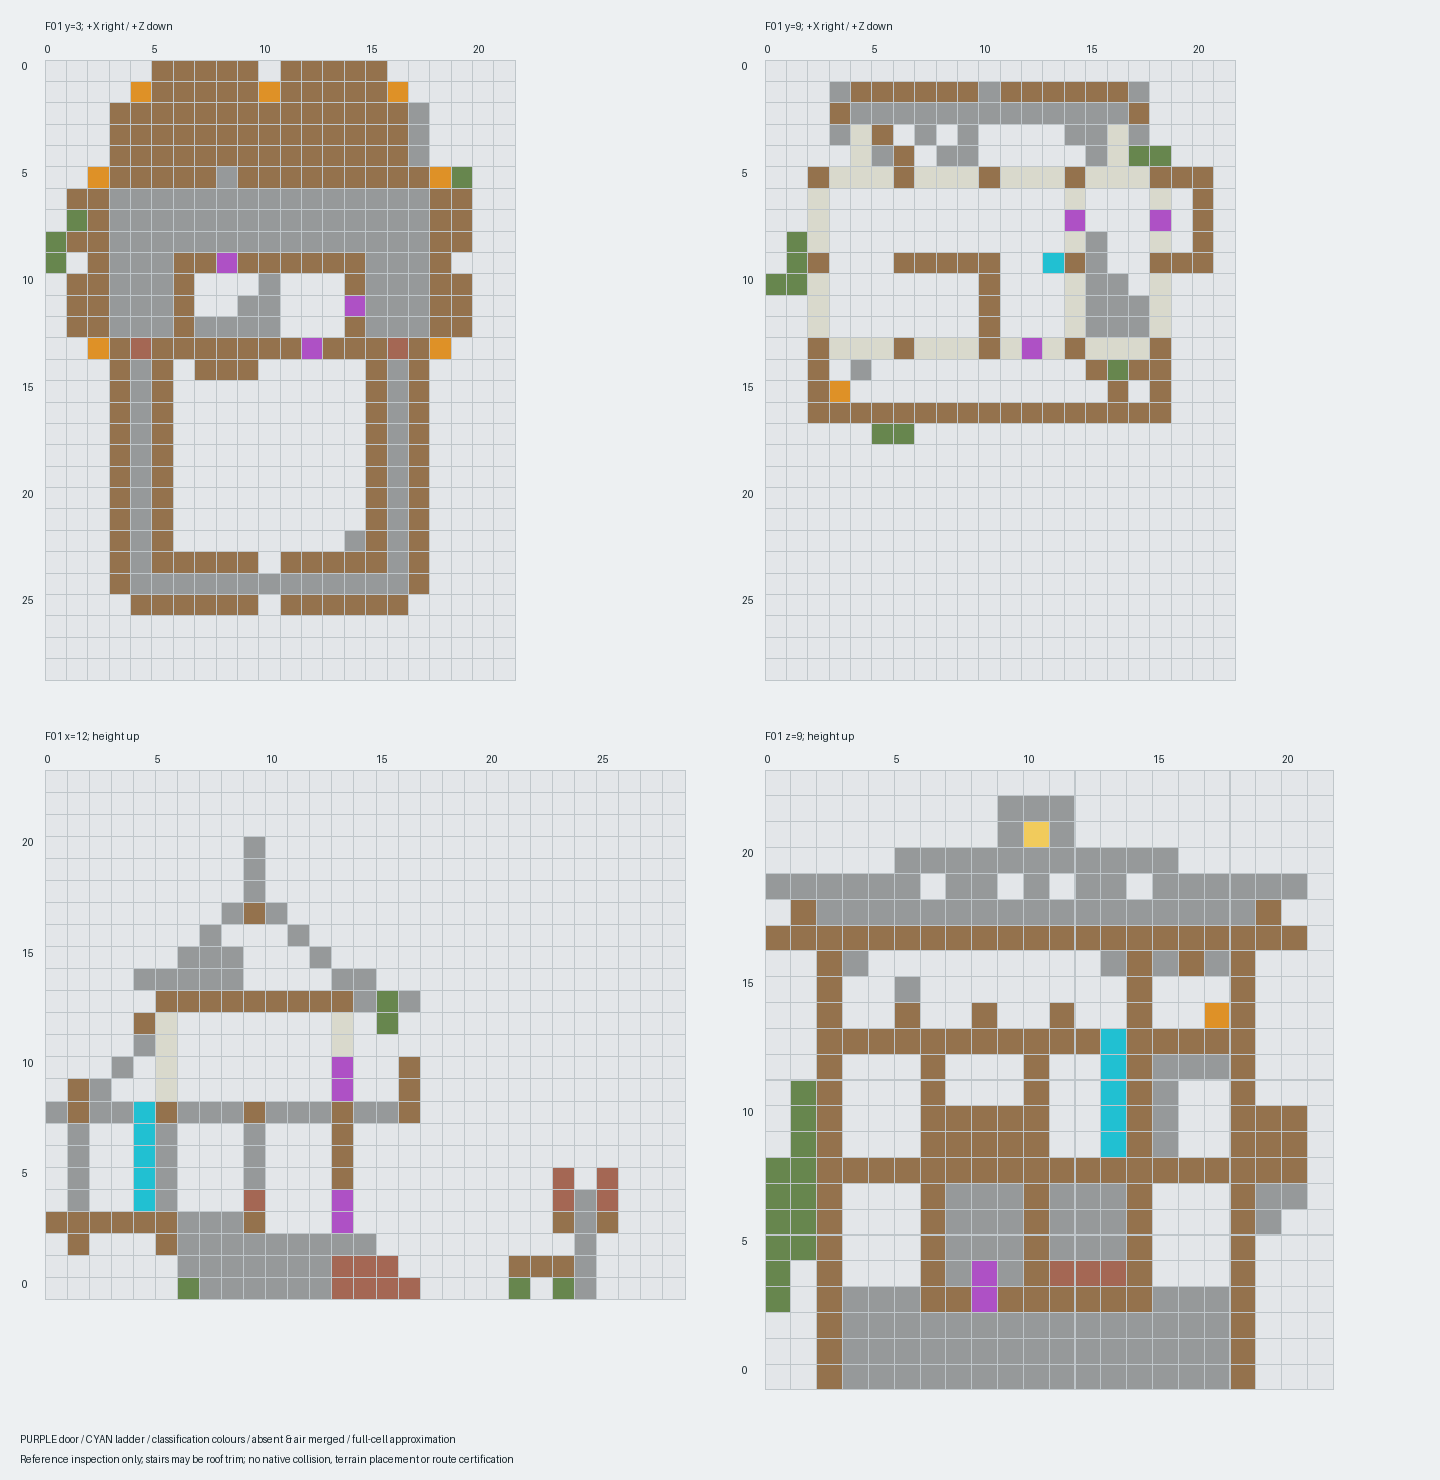 F01 y=3; +X right / +Z down
0 5 10 15 20
0
5
10
15
20
25
F01 y=9; +X right / +Z down
0 5 10 15 20
0
5
10
15
20
25
F01 x=12; height up
0 5 10 15 20 25
20
15
10
5
0
F01 z=9; height up
0 5 10 15 20
20
15
10
5
0
PURPLE door / CYAN ladder / classification colours / absent & air merged / full-cell approximation
Reference inspection only; stairs may be roof trim; no native collision, terrain placement or route certification